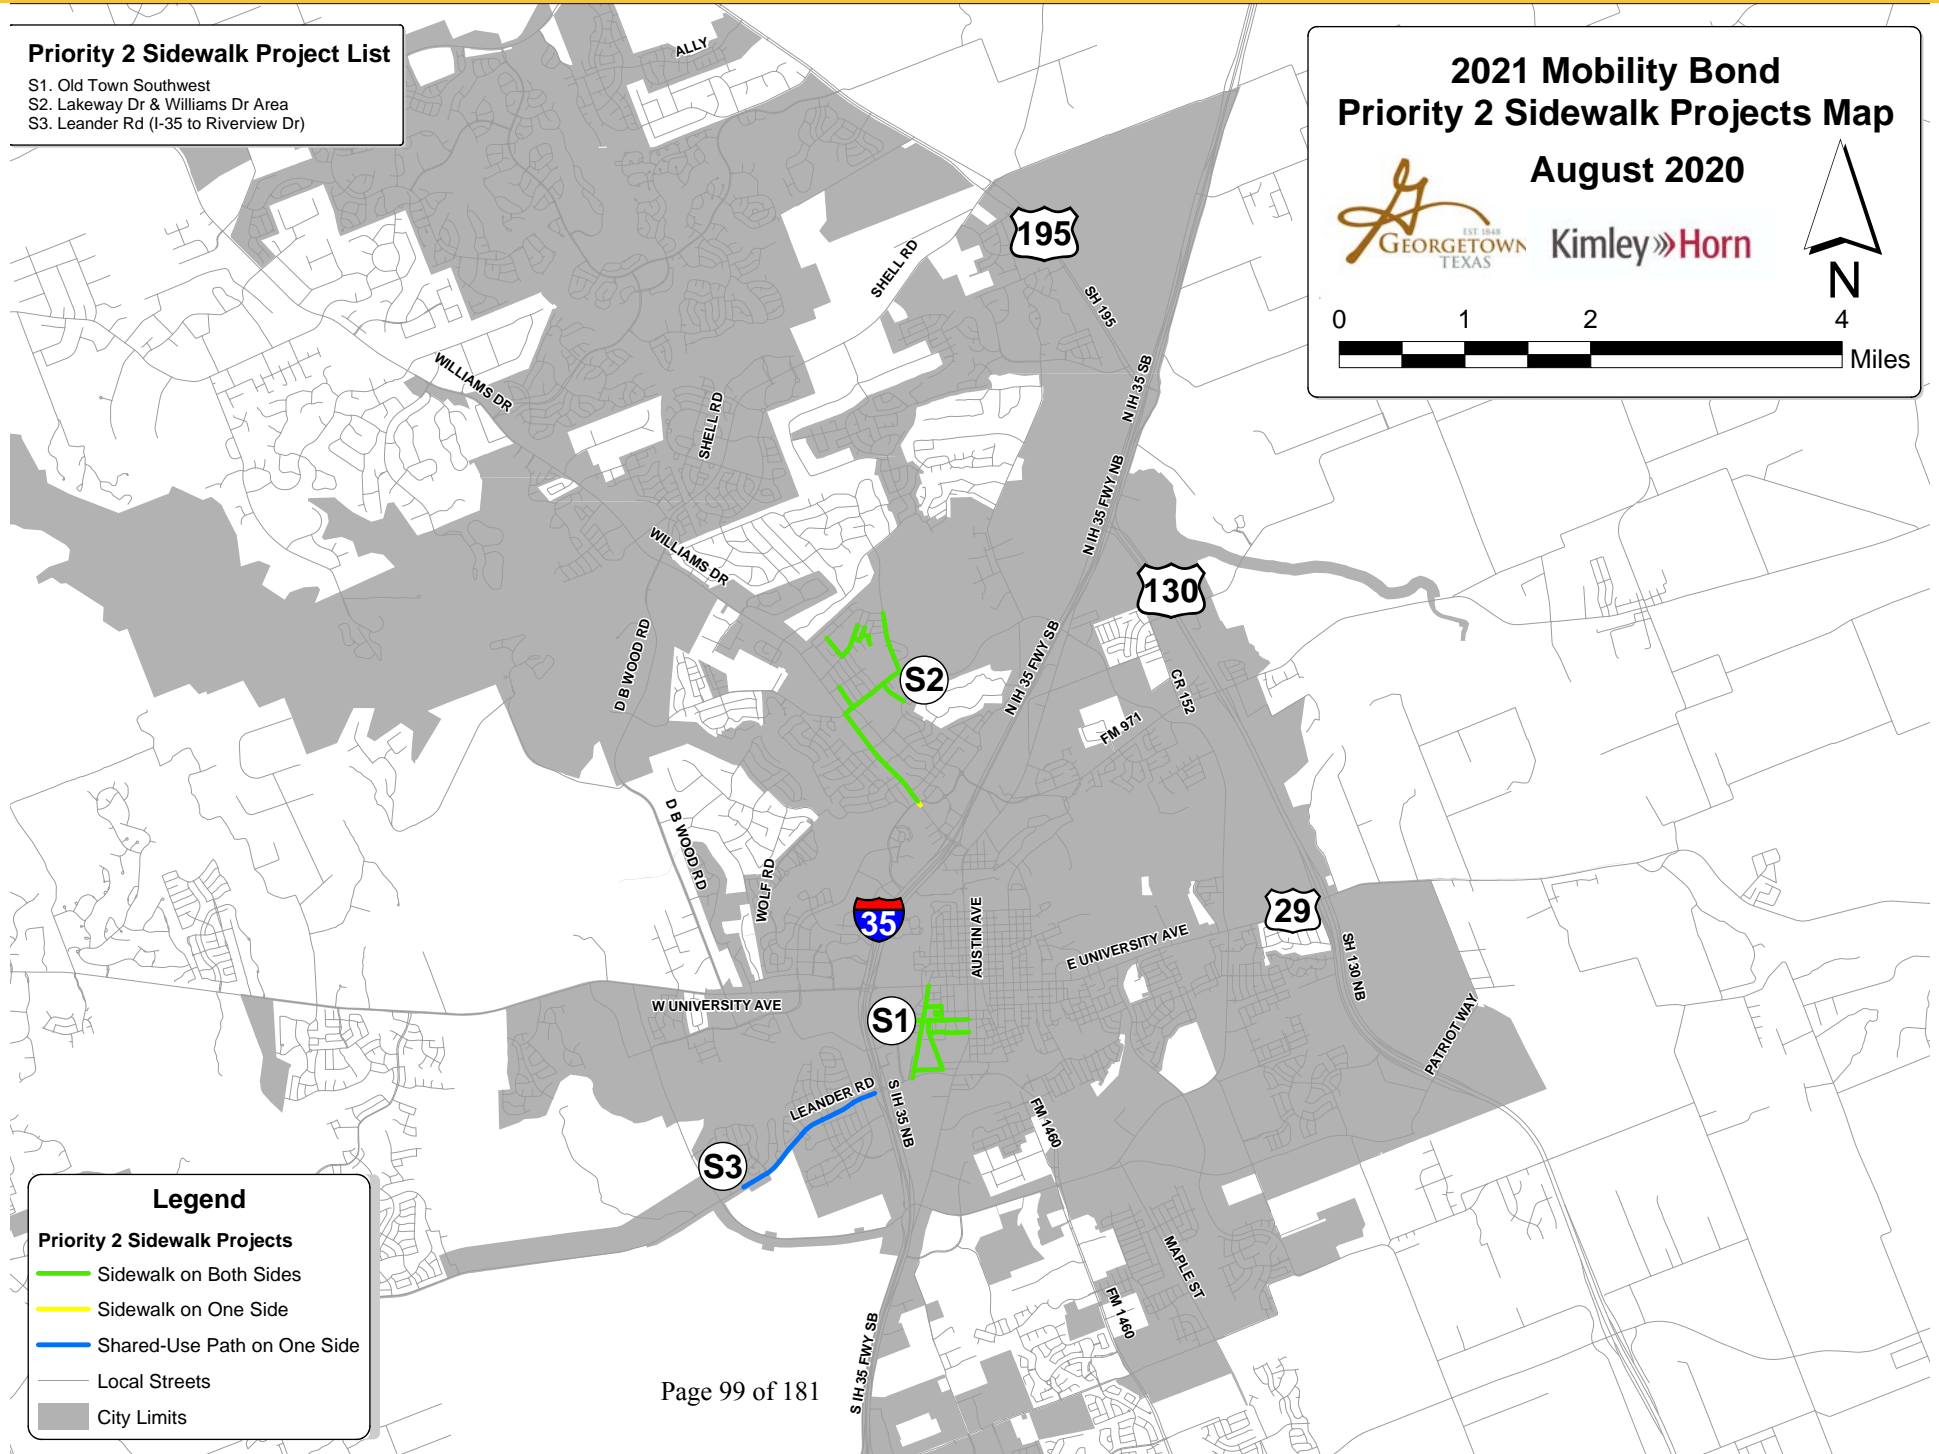 Priority 2 Sidewalk Project List
S1. Old Town Southwest
S2. Lakeway Dr & Williams Dr Area
S3. Leander Rd (I-35 to Riverview Dr)
2021 Mobility Bond
Priority 2 Sidewalk Projects Map
August 2020
EST. 1848
GEORGETOWN
TEXAS
Kimley»Horn
N
0 1 2 4
Miles
ALLY
195
SHELL RD
SH 195
WILLIAMS DR
SHELL RD
N IH 35 SB
N IH 35 FWY NB
WILLIAMS DR
130
D B WOOD RD
N IH 35 FWY SB
S2
CR 152
FM 971
D B WOOD RD
WOLF RD
35
AUSTIN AVE
29
E UNIVERSITY AVE
SH 130 NB
W UNIVERSITY AVE
S1
PATRIOT WAY
LEANDER RD
S IH 35 NB
FM 1460
S3
MAPLE ST
FM 1460
S IH 35 FWY SB
Legend
Priority 2 Sidewalk Projects
Sidewalk on Both Sides
Sidewalk on One Side
Shared-Use Path on One Side
Local Streets
City Limits
Page 99 of 181